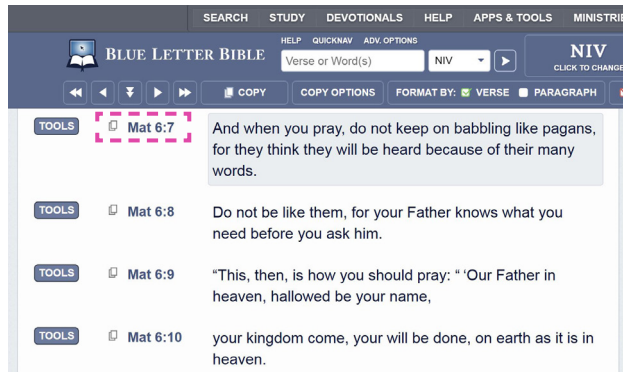 SEARCH STUDY DEVOTIONALS HELP APPS & TOOLS
HELP QUICKNAV ADV. OPTIONS
BLUE LETTER BIBLE Verse or Word(s) NIV NIV
CLICK TO CHANGE
COPY COPY OPTIONS FORMAT BY: VERSE PARAGRAPH
TOOLS Mat 6:7 And when you pray, do not keep on babbling like pagans,
for they think they will be heard because of their many
words.
TOOLS Mat 6:8 Do not be like them, for your Father knows what you
need before you ask him.
TOOLS Mat 6:9 “This, then, is how you should pray: “ ‘Our Father in
heaven, hallowed be your name,
TOOLS Mat 6:10 your kingdom come, your will be done, on earth as it is in
heaven.